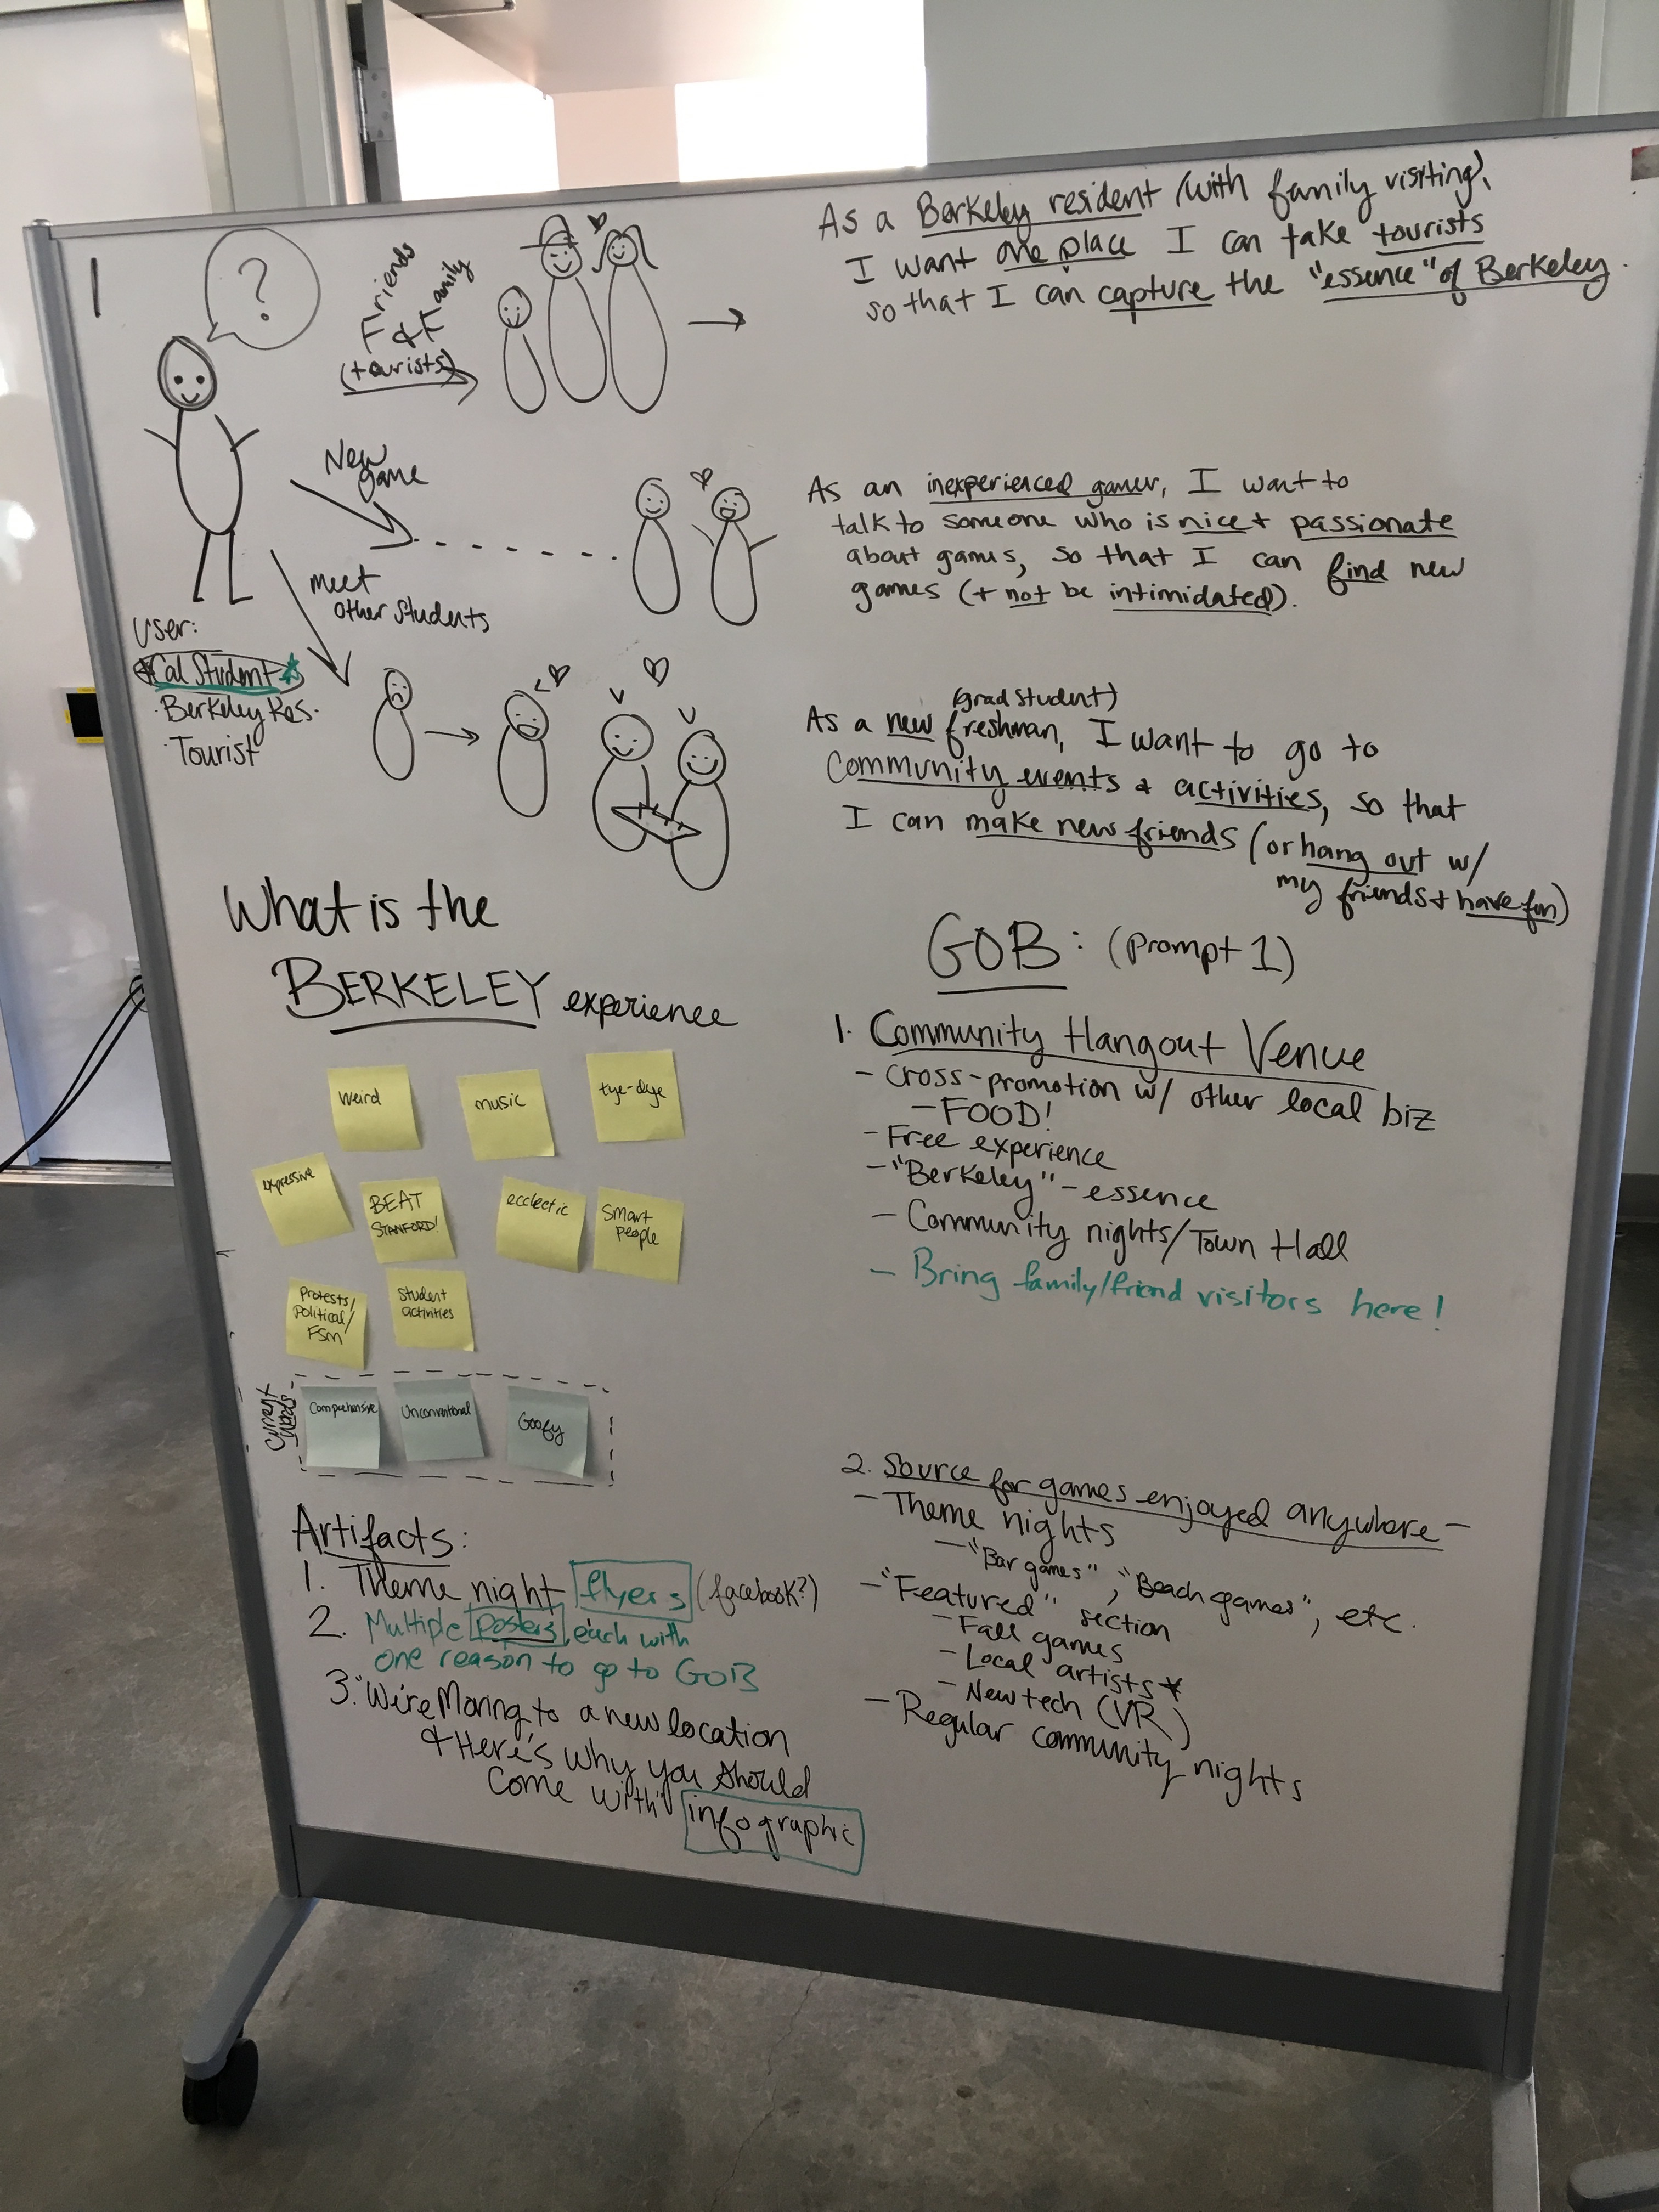 1
?
Friends
& Family
(tourists)
As a Berkeley resident (with family visiting),
I want one place I can take tourists
so that I can capture the "essence" of Berkeley.
New
game
As an inexperienced gamer, I want to
talk to someone who is nice + passionate
about games, so that I can find new
games (+ not be intimidated).
meet
other students
User:
Cal Student
· Berkeley Res.
· Tourist
(grad student)
As a new freshman, I want to go to
Community events & activities, so that
I can make new friends (or hang out w/
my friends + have fun)
What is the
BERKELEY experience
weird
music
tye-dye
expressive
BEAT
STANFORD!
ecclectic
Smart
people
Protests/
Political/
FSM
Student
activities
Current
words
Comprehensive
Unconventional
Goofy
Artifacts:
1. Theme night flyers (facebook?)
2. Multiple posters, each with
one reason to go to GOB
3. "We're Moving to a new location
& Here's why you should
Come with" infographic
GOB: (Prompt 1)
1. Community Hangout Venue
- cross-promotion w/ other local biz
- FOOD!
- Free experience
- "Berkeley" - essence
- Community nights/Town Hall
- Bring family/friend visitors here!
2. Source for games enjoyed anywhere -
- Theme nights
- "Bar games", "Beach games", etc.
- "Featured" section
- Fall games
- Local artists *
- New tech (VR)
- Regular community nights